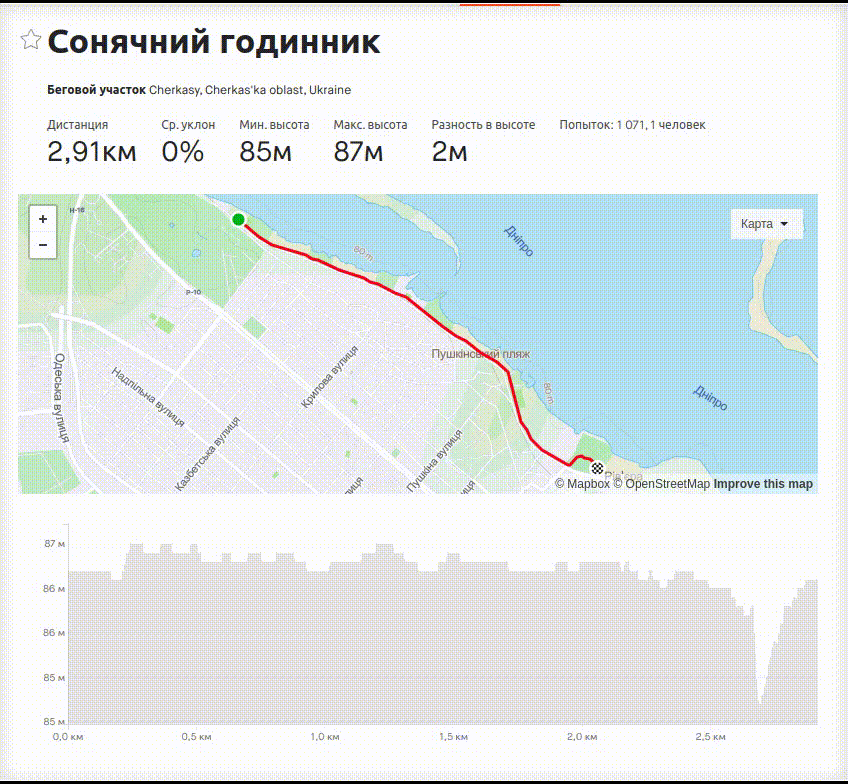 Сонячний годинник
Беговой участок Cherkasy, Cherkas'ka oblast, Ukraine
Дистанция Ср. уклон Мин. высота Макс. высота Разность в высоте Попыток: 1 071, 1 человек
2,91км 0% 85м 87м 2м
+
−
H-16
Карта
Дніпро
80 m
P-10
Пушкінський пляж
Одеська вулиця
Надпільна вулиця
Крилова вулиця
80 m
Дніпро
Казбетська вулиця
Пушкіна вулиця
© Mapbox © OpenStreetMap Improve this map
87 м
86 м
86 м
85 м
85 м
0,0 км 0,5 км 1,0 км 1,5 км 2,0 км 2,5 км